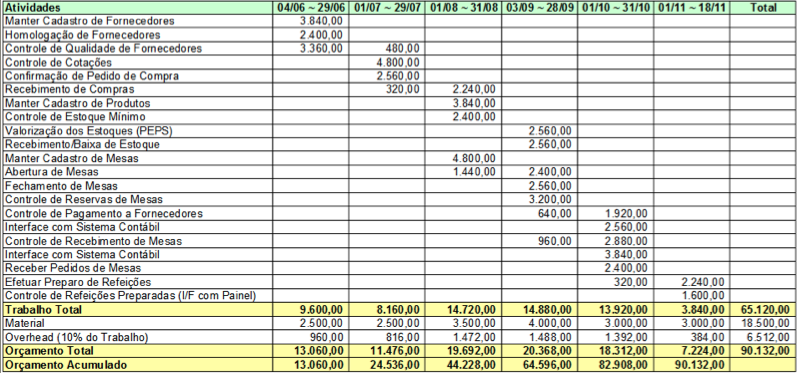 Atividades 04/06 ~ 29/06 01/07 ~ 29/07 01/08 ~ 31/08 03/09 ~ 28/09 01/10 ~ 31/10 01/11 ~ 18/11 Total
Manter Cadastro de Fornecedores 3.840,00
Homologação de Fornecedores 2.400,00
Controle de Qualidade de Fornecedores 3.360,00 480,00
Controle de Cotações 4.800,00
Confirmação de Pedido de Compra 2.560,00
Recebimento de Compras 320,00 2.240,00
Manter Cadastro de Produtos 3.840,00
Controle de Estoque Mínimo 2.400,00
Valorização dos Estoques (PEPS) 2.560,00
Recebimento/Baixa de Estoque 2.560,00
Manter Cadastro de Mesas 4.800,00
Abertura de Mesas 1.440,00 2.400,00
Fechamento de Mesas 2.560,00
Controle de Reservas de Mesas 3.200,00
Controle de Pagamento a Fornecedores 640,00 1.920,00
Interface com Sistema Contábil 2.560,00
Controle de Recebimento de Mesas 960,00 2.880,00
Interface com Sistema Contábil 3.840,00
Receber Pedidos de Mesas 2.400,00
Efetuar Preparo de Refeições 320,00 2.240,00
Controle de Refeições Preparadas (I/F com Painel) 1.600,00
Trabalho Total 9.600,00 8.160,00 14.720,00 14.880,00 13.920,00 3.840,00 65.120,00
Material 2.500,00 2.500,00 3.500,00 4.000,00 3.000,00 3.000,00 18.500,00
Overhead (10% do Trabalho) 960,00 816,00 1.472,00 1.488,00 1.392,00 384,00 6.512,00
Orçamento Total 13.060,00 11.476,00 19.692,00 20.368,00 18.312,00 7.224,00 90.132,00
Orçamento Acumulado 13.060,00 24.536,00 44.228,00 64.596,00 82.908,00 90.132,00